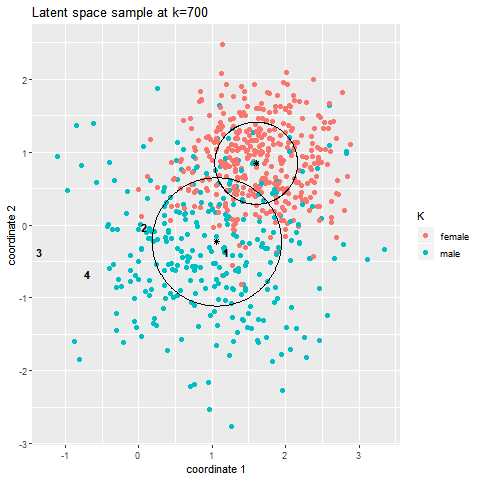 Latent space sample at k=700
coordinate 2
2
1
0
-1
-2
-3
3
4
2
1
-1
0
1
2
3
coordinate 1
K
female
male